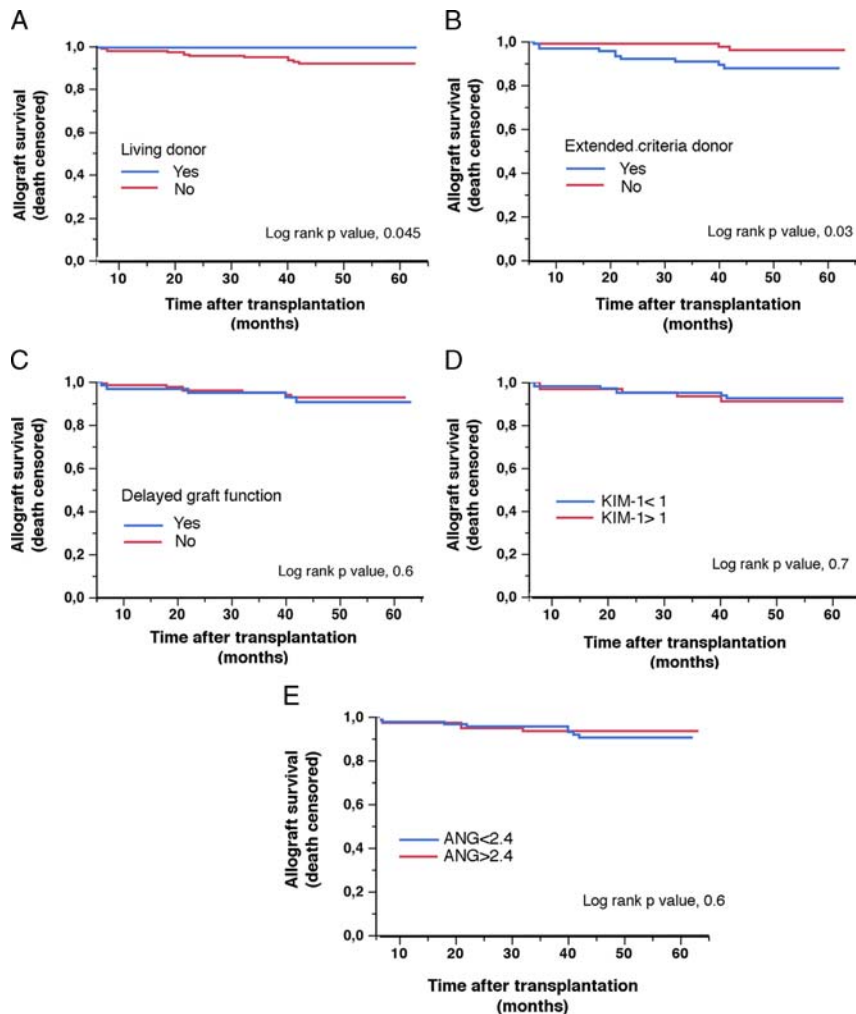 A
Allograft survival
(death censored)
1,0
0,8
0,6
0,4
0,2
0,0
Living donor
Yes
No
Log rank p value, 0.045
10 20 30 40 50 60
Time after transplantation
(months)
B
Allograft survival
(death censored)
1,0
0,8
0,6
0,4
0,2
0,0
Extended criteria donor
Yes
No
Log rank p value, 0.03
10 20 30 40 50 60
Time after transplantation
(months)
C
Allograft survival
(death censored)
1,0
0,8
0,6
0,4
0,2
0,0
Delayed graft function
Yes
No
Log rank p value, 0.6
10 20 30 40 50 60
Time after transplantation
(months)
D
Allograft survival
(death censored)
1,0
0,8
0,6
0,4
0,2
0,0
KIM-1< 1
KIM-1> 1
Log rank p value, 0.7
10 20 30 40 50 60
Time after transplantation
(months)
E
Allograft survival
(death censored)
1,0
0,8
0,6
0,4
0,2
0,0
ANG<2.4
ANG>2.4
Log rank p value, 0.6
10 20 30 40 50 60
Time after transplantation
(months)